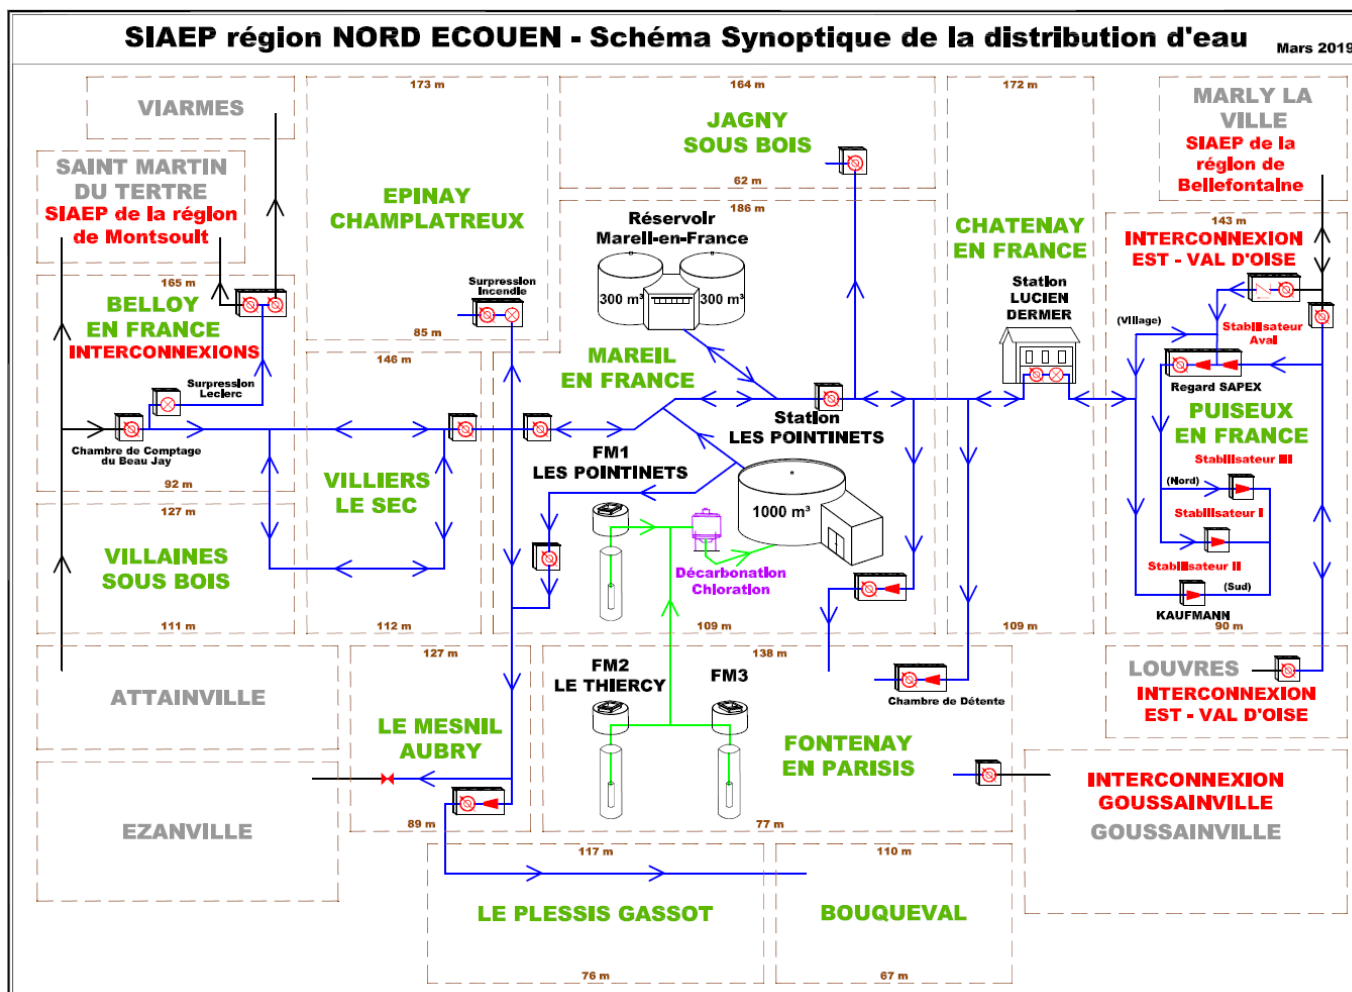 SIAEP région NORD ECOUEN - Schéma Synoptique de la distribution d'eau
Mars 2019
VIARMES
SAINT MARTIN
DU TERTRE
SIAEP de la région
de Montsoult
173 m
EPINAY
CHAMPLATREUX
Surpression
Incendie
85 m
164 m
JAGNY
SOUS BOIS
62 m
172 m
CHATENAY
EN FRANCE
Station
LUCIEN
DERMER
109 m
MARLY LA
VILLE
SIAEP de la
région de
Bellefontaine
165 m
BELLOY
EN FRANCE
INTERCONNEXIONS
Surpression
Leclerc
Chambre de Comptage
du Beau Jay
92 m
146 m
VILLIERS
LE SEC
112 m
186 m
Réservoir
Mareil-en-France
300 m³
300 m³
MAREIL
EN FRANCE
Station
LES POINTINETS
FM1
LES POINTINETS
1000 m³
Décarbonation
Chloration
109 m
143 m
INTERCONNEXION
EST - VAL D'OISE
(Village)
Stabilisateur
Aval
Regard SAPEX
PUISEUX
EN FRANCE
Stabilisateur III
(Nord)
Stabilisateur I
Stabilisateur II
(Sud)
KAUFMANN
90 m
127 m
VILLAINES
SOUS BOIS
111 m
ATTAINVILLE
127 m
LE MESNIL
AUBRY
89 m
138 m
FM2
LE THIERCY
FM3
Chambre de Détente
FONTENAY
EN PARISIS
77 m
LOUVRES
INTERCONNEXION
EST - VAL D'OISE
EZANVILLE
INTERCONNEXION
GOUSSAINVILLE
GOUSSAINVILLE
117 m
LE PLESSIS GASSOT
76 m
110 m
BOUQUEVAL
67 m